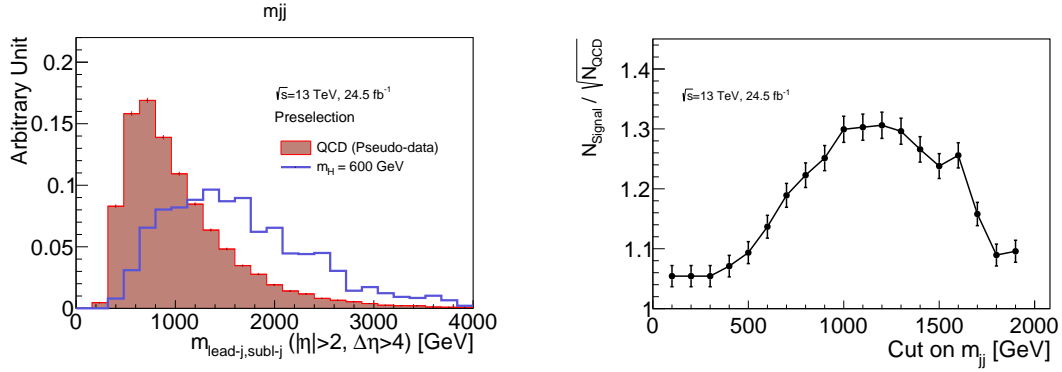 mjj
Arbitrary Unit
0.2
0.15
0.1
0.05
0
√s=13 TeV, 24.5 fb⁻¹
Preselection
QCD (Pseudo-data)
m_H = 600 GeV
0 1000 2000 3000 4000
m_lead-j,subl-j (|η|>2, Δη>4) [GeV]
N_Signal / √N_QCD
1.4
1.3
1.2
1.1
1
√s=13 TeV, 24.5 fb⁻¹
0 500 1000 1500 2000
Cut on m_jj [GeV]